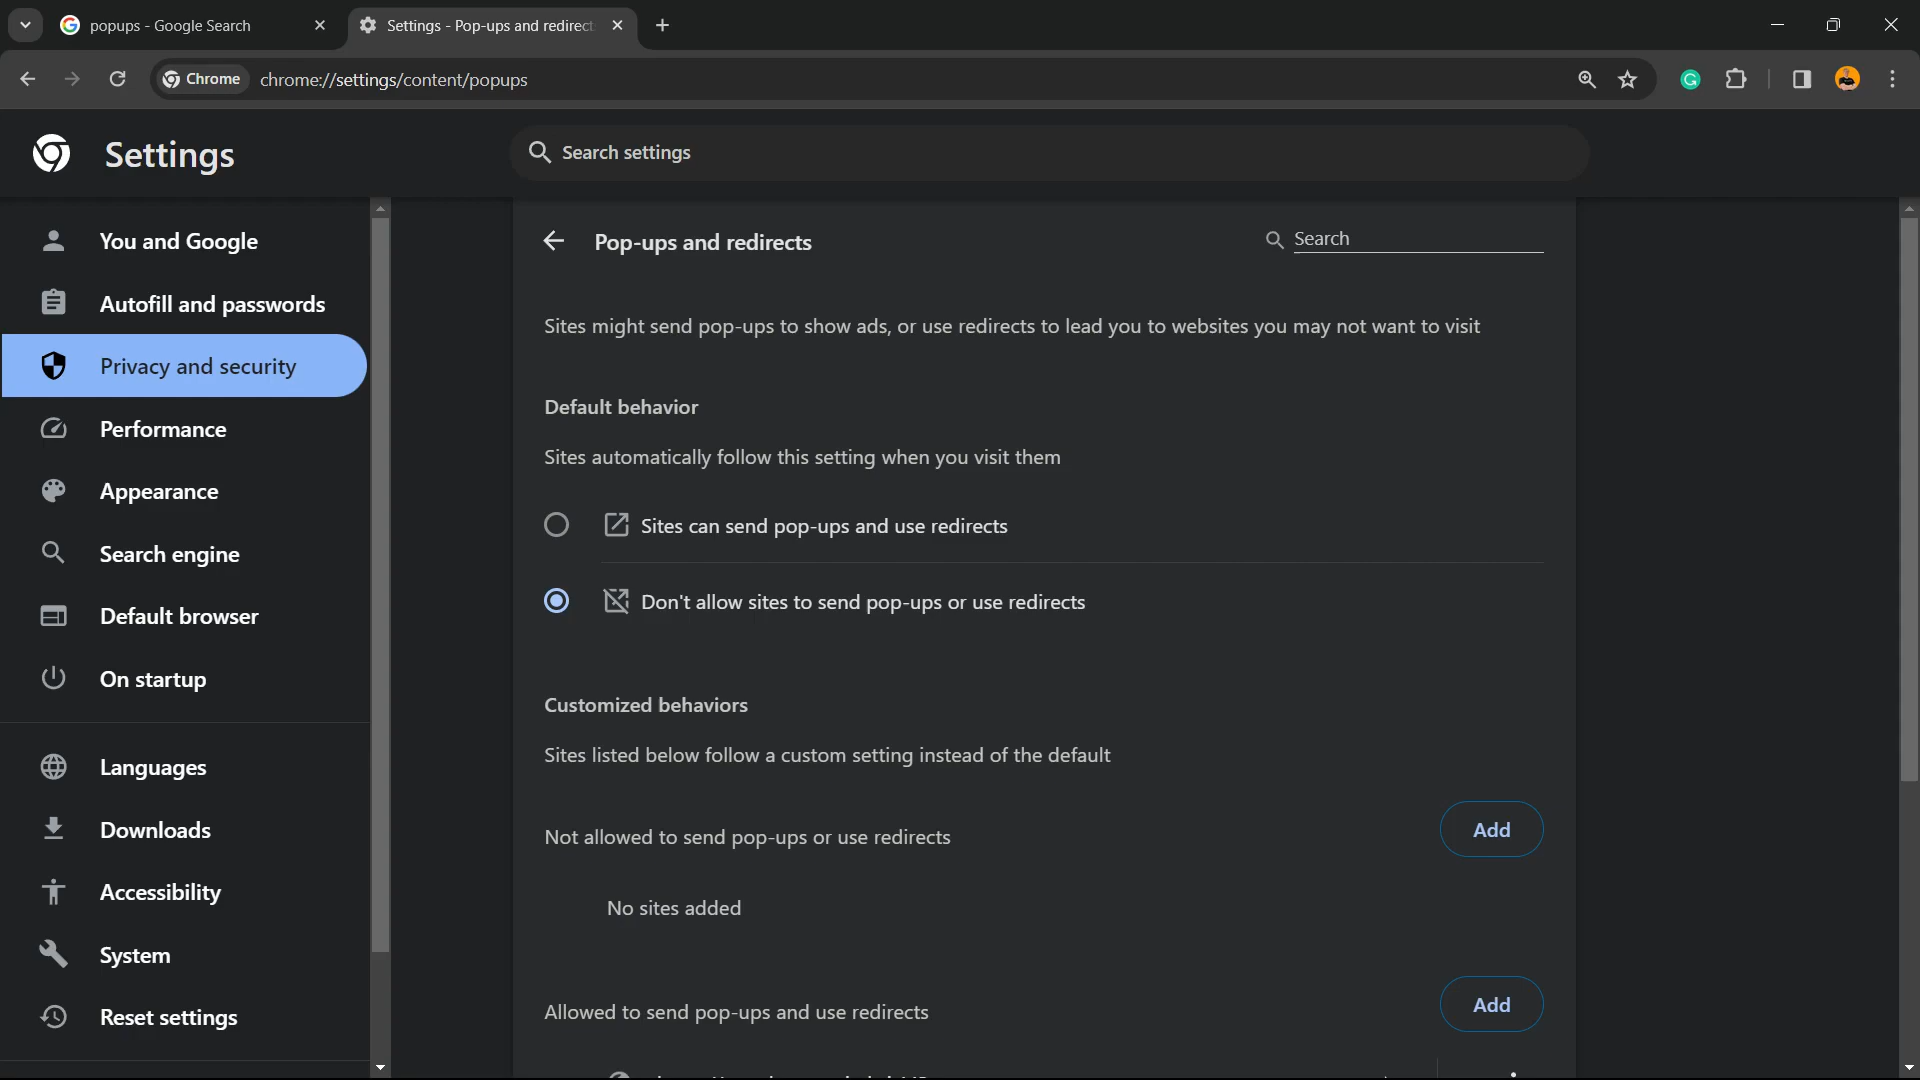 popups - Google Search
Settings - Pop-ups and redirect
Chrome
chrome://settings/content/popups
Settings
Search settings
You and Google
Autofill and passwords
Privacy and security
Performance
Appearance
Search engine
Default browser
On startup
Languages
Downloads
Accessibility
System
Reset settings
Pop-ups and redirects
Search
Sites might send pop-ups to show ads, or use redirects to lead you to websites you may not want to visit
Default behavior
Sites automatically follow this setting when you visit them
Sites can send pop-ups and use redirects
Don't allow sites to send pop-ups or use redirects
Customized behaviors
Sites listed below follow a custom setting instead of the default
Not allowed to send pop-ups or use redirects
Add
No sites added
Allowed to send pop-ups and use redirects
Add